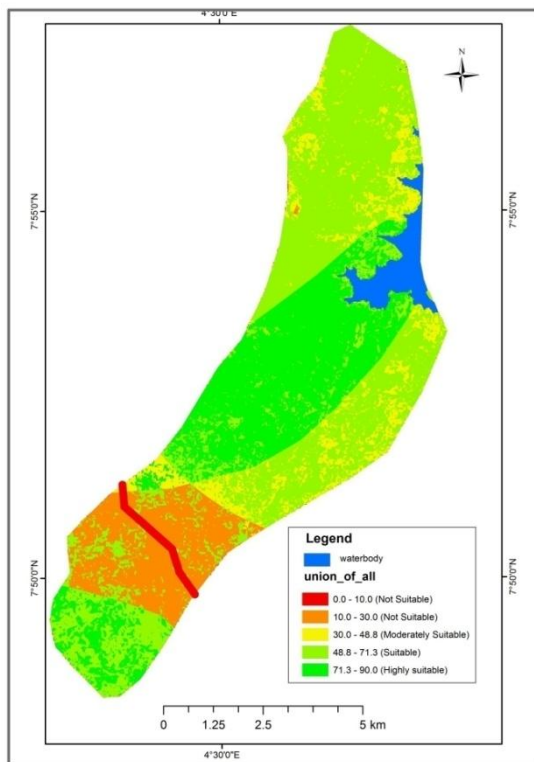 4°30'0"E
N
7°55'0"N
7°55'0"N
7°50'0"N
7°50'0"N
Legend
waterbody
union_of_all
0.0 - 10.0 (Not Suitable)
10.0 - 30.0 (Not Suitable)
30.0 - 48.8 (Moderately Suitable)
48.8 - 71.3 (Suitable)
71.3 - 90.0 (Highly suitable)
0 1.25 2.5 5 km
4°30'0"E